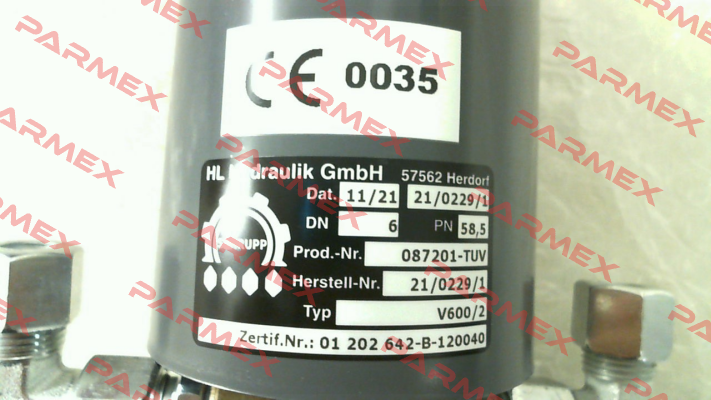 CE 0035
HL Hydraulik GmbH 57562 Herdorf
Dat. 11/21 21/0229/1
DN 6 PN 58,5
Prod.-Nr. 087201-TUV
Herstell-Nr. 21/0229/1
Typ V600/2
Zertif.Nr.: 01 202 642-B-120040
PARMEX